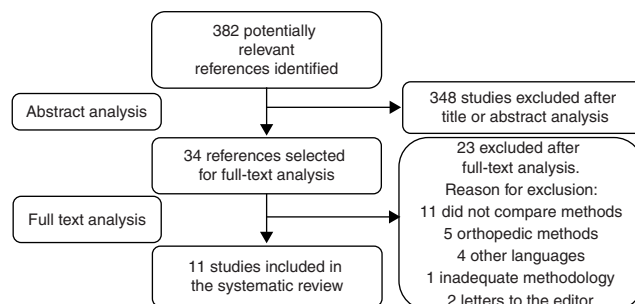 382 potentially
relevant
references identified
Abstract analysis
348 studies excluded after
title or abstract analysis
34 references selected
for full-text analysis
23 excluded after
full-text analysis.
Reason for exclusion:
11 did not compare methods
5 orthopedic methods
4 other languages
1 inadequate methodology
2 letters to the editor
Full text analysis
11 studies included in
the systematic review